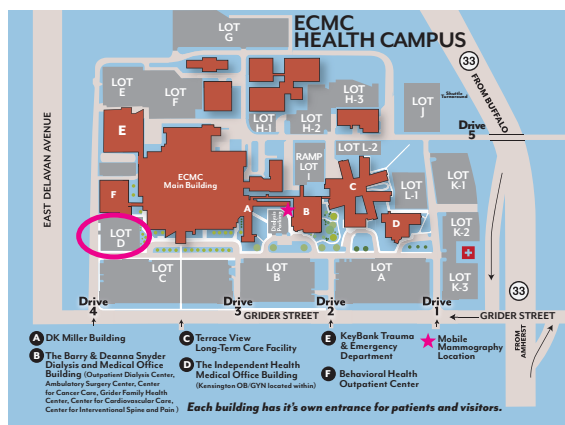 ECMC
HEALTH CAMPUS
LOT
G
33
FROM BUFFALO
LOT
E
LOT
F
LOT
H-3
LOT
J
Shuttle
Turnaround
LOT
H-1
LOT
H-2
Drive
5
EAST DELAVAN AVENUE
E
ECMC
Main Building
RAMP
LOT
I
LOT L-2
C
LOT
K-1
LOT
L-1
F
A
Dialysis
Parking
B
D
LOT
D
LOT
K-2
LOT
C
LOT
B
LOT
A
LOT
K-3
33
Drive
4
Drive
3
Drive
2
Drive
1
GRIDER STREET
GRIDER STREET
FROM
AMHERST
A DK Miller Building
B The Barry & Deanna Snyder
Dialysis and Medical Office
Building (Outpatient Dialysis Center,
Ambulatory Surgery Center, Center
for Cancer Care, Grider Family Health
Center, Center for Cardiovascular Care,
Center for Interventional Spine and Pain )
C Terrace View
Long-Term Care Facility
D The Independent Health
Medical Office Building
(Kensington OB/GYN located within)
E KeyBank Trauma
& Emergency
Department
F Behavioral Health
Outpatient Center
Mobile
Mammography
Location
Each building has it's own entrance for patients and visitors.